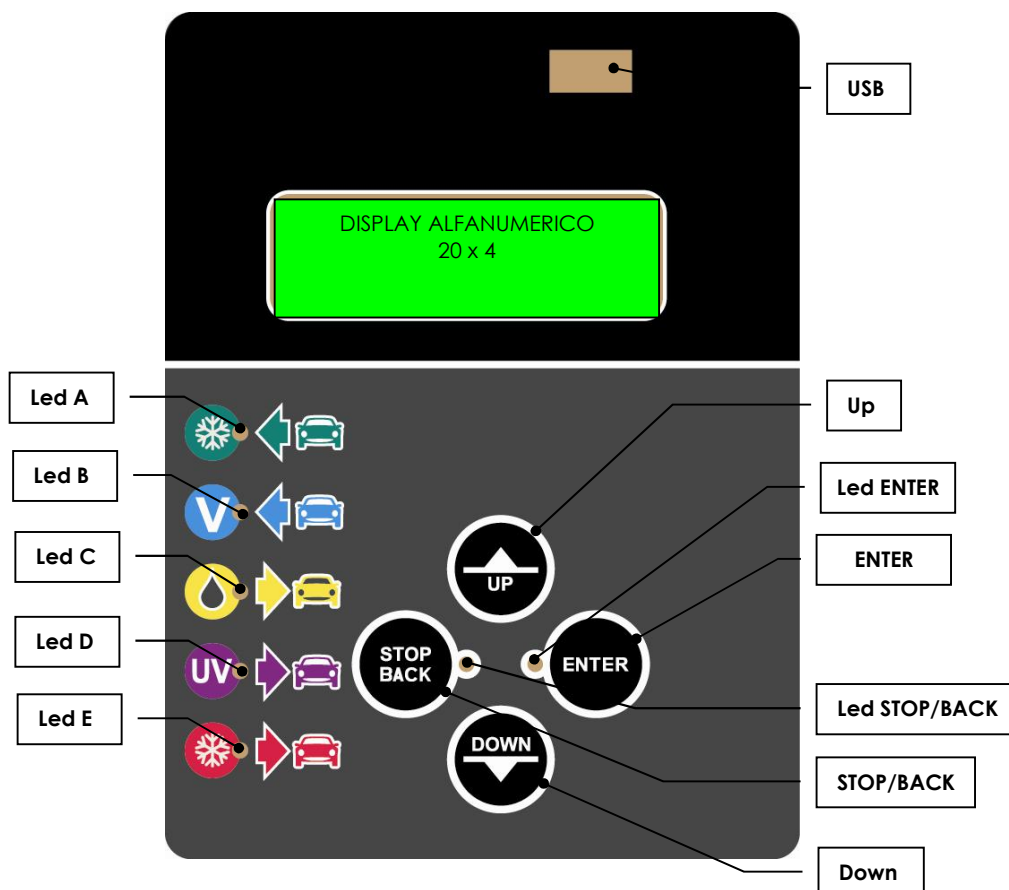 USB
DISPLAY ALFANUMERICO
20 x 4
Led A
Up
Led B
V
Led ENTER
Led C
UP
ENTER
Led D
UV
STOP
BACK
ENTER
Led E
DOWN
Led STOP/BACK
STOP/BACK
Down